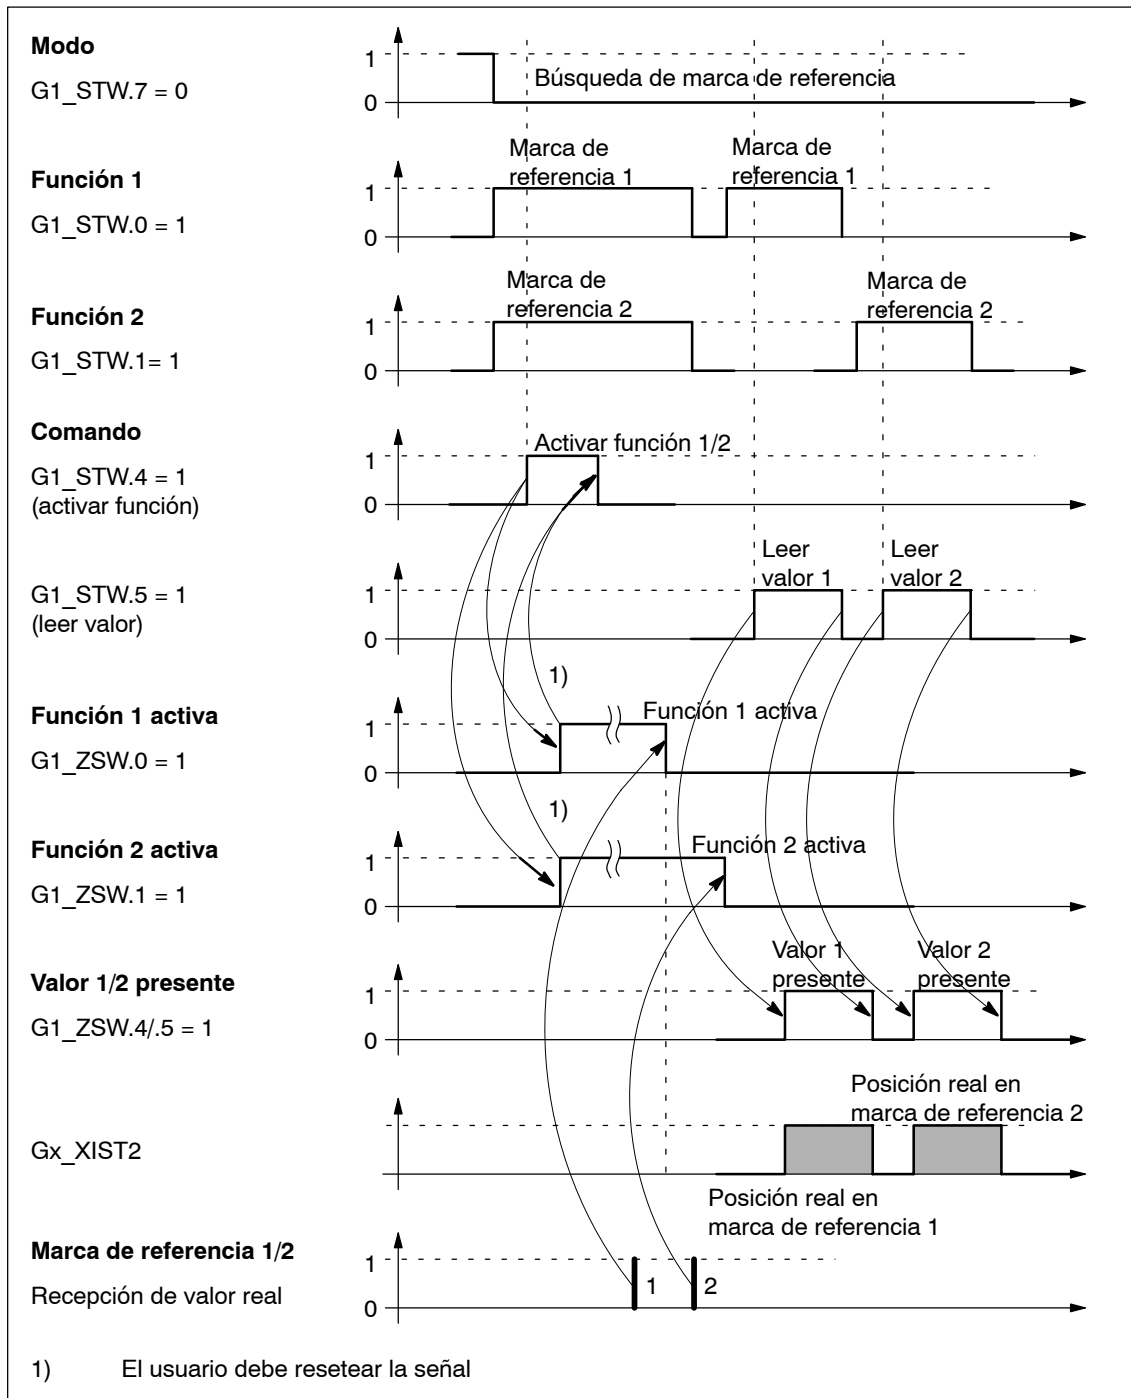 Modo
G1_STW.7 = 0
1
0
Búsqueda de marca de referencia
Función 1
G1_STW.0 = 1
1
0
Marca de
referencia 1
Marca de
referencia 1
Función 2
G1_STW.1= 1
1
0
Marca de
referencia 2
Marca de
referencia 2
Comando
G1_STW.4 = 1
(activar función)
1
0
Activar función 1/2
G1_STW.5 = 1
(leer valor)
1
0
Leer
valor 1
Leer
valor 2
1)
Función 1 activa
G1_ZSW.0 = 1
1
0
Función 1 activa
1)
Función 2 activa
G1_ZSW.1 = 1
1
0
Función 2 activa
Valor 1/2 presente
G1_ZSW.4/.5 = 1
1
0
Valor 1
presente
Valor 2
presente
Gx_XIST2
Posición real en
marca de referencia 2
Posición real en
marca de referencia 1
Marca de referencia 1/2
Recepción de valor real
1
0
1
2
1) El usuario debe resetear la señal